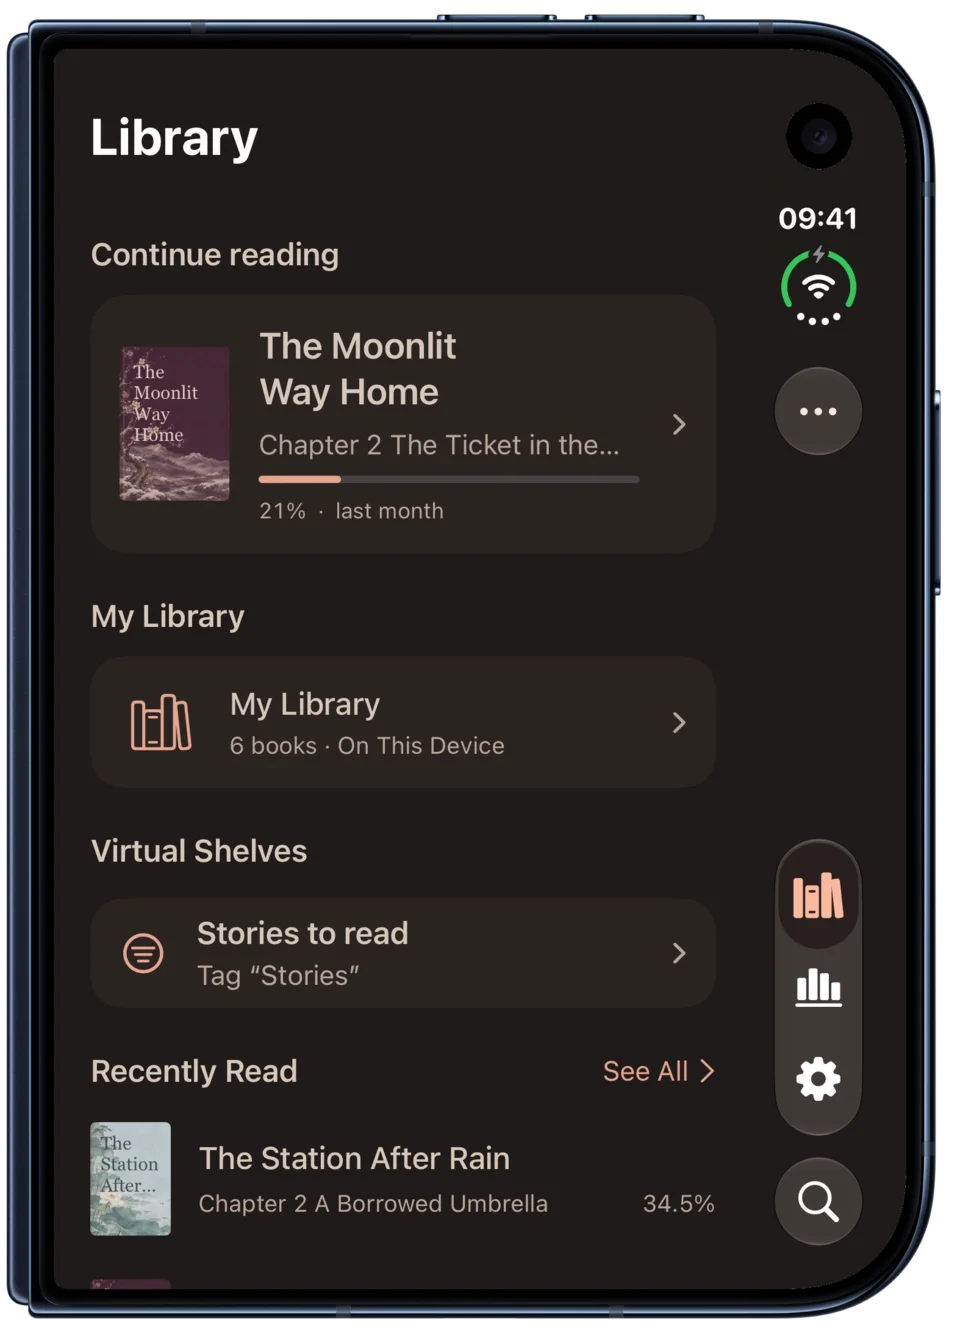 Library
09:41
Continue reading
The
Moonlit
Way
Home
The Moonlit
Way Home
Chapter 2 The Ticket in the...
21% · last month
My Library
My Library
6 books · On This Device
Virtual Shelves
Stories to read
Tag “Stories”
Recently Read
See All
The
Station
After...
The Station After Rain
Chapter 2 A Borrowed Umbrella
34.5%